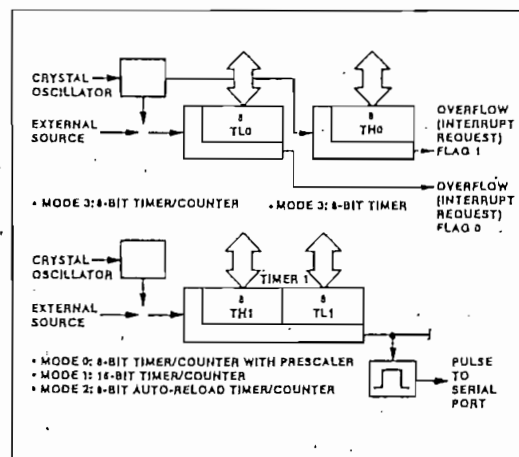 CRYSTAL
OSCILLATOR
EXTERNAL
SOURCE
8
TL0
8
TH0
OVERFLOW
(INTERRUPT
REQUEST)
FLAG 1
OVERFLOW
(INTERRUPT
REQUEST)
FLAG 0
• MODE 3: 8-BIT TIMER/COUNTER
• MODE 3: 8-BIT TIMER
CRYSTAL
OSCILLATOR
EXTERNAL
SOURCE
TIMER 1
8
TH1
8
TL1
• MODE 0: 8-BIT TIMER/COUNTER WITH PRESCALER
• MODE 1: 16-BIT TIMER/COUNTER
• MODE 2: 8-BIT AUTO-RELOAD TIMER/COUNTER
PULSE
TO
SERIAL
PORT